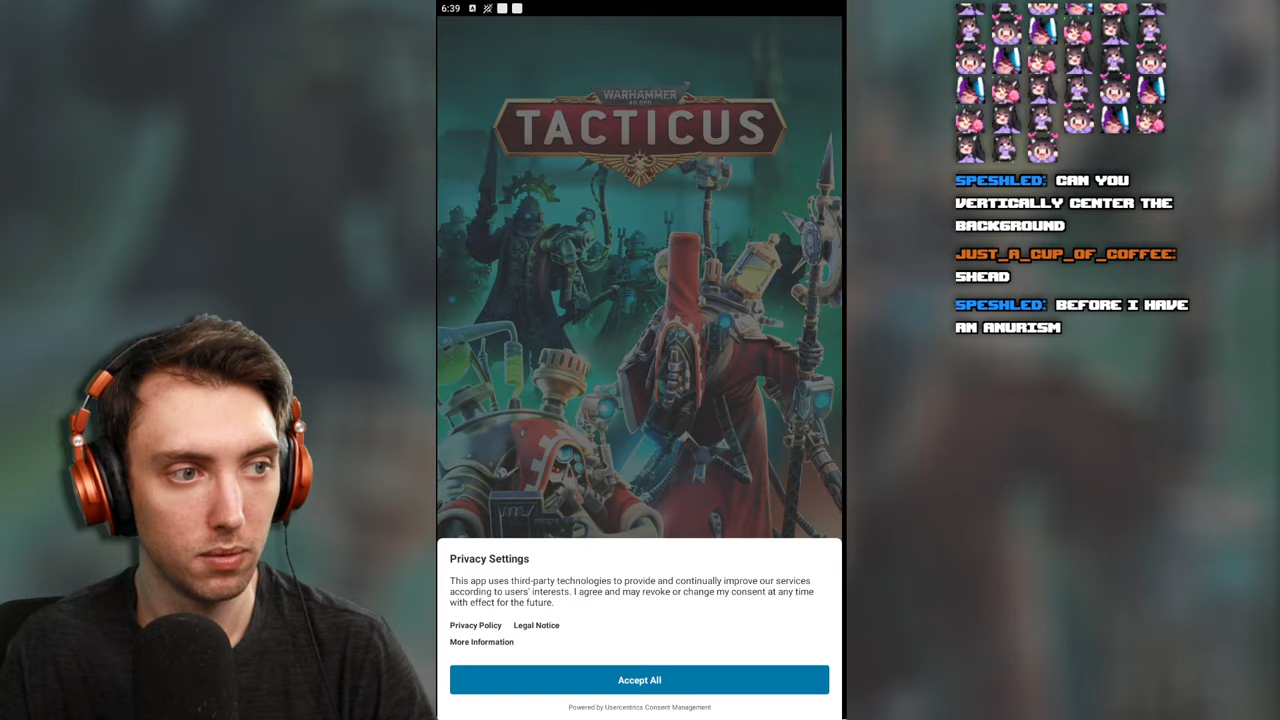 6:39
WARHAMMER
40,000
TACTICUS
Privacy Settings
This app uses third-party technologies to provide and continually improve our services
according to users' interests. I agree and may revoke or change my consent at any time
with effect for the future.
Privacy Policy Legal Notice
More Information
Accept All
Powered by Usercentrics Consent Management
SPESHLED: CAN YOU
VERTICALLY CENTER THE
BACKGROUND
JUST_A_CUP_OF_COFFEE:
SHEAD
SPESHLED: BEFORE I HAVE
AN ANURISM